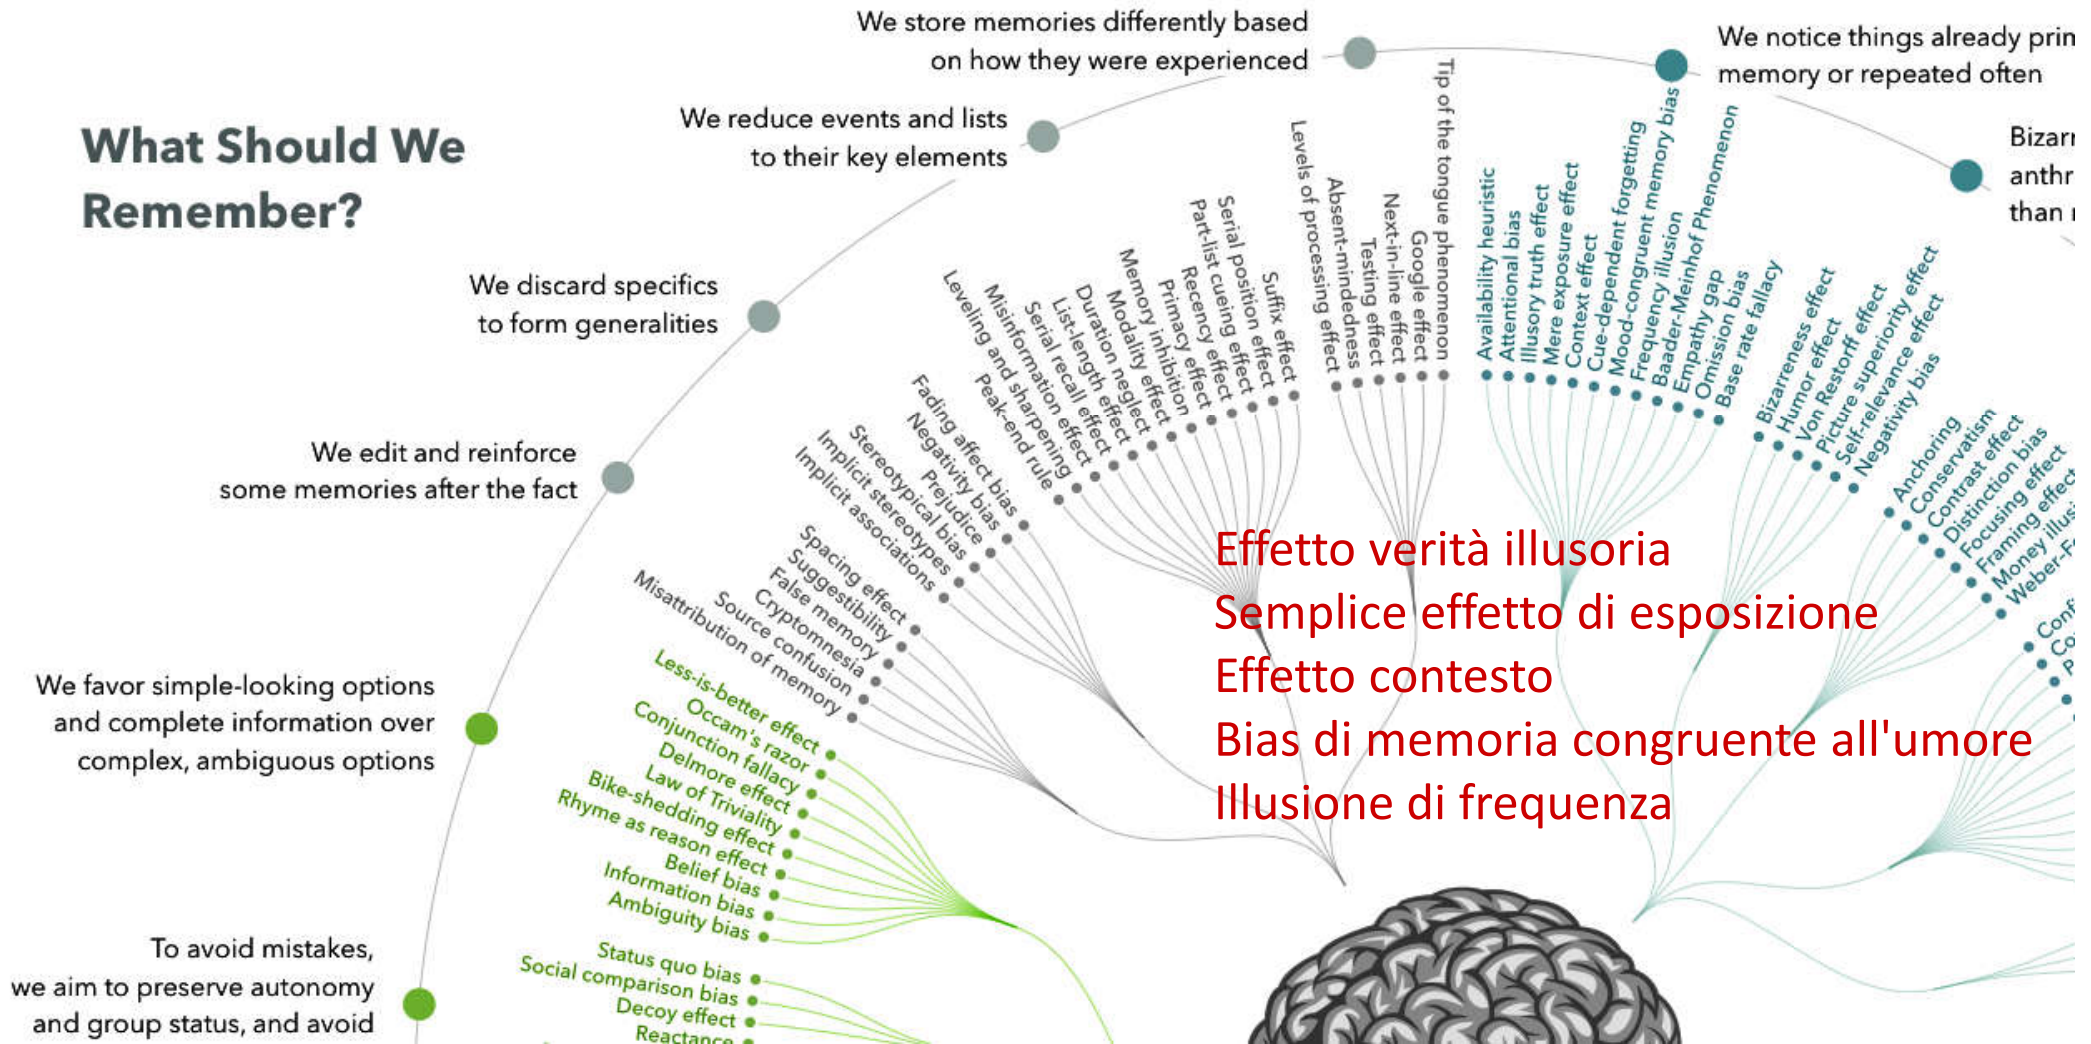 What Should We
Remember?
We store memories differently based
on how they were experienced
We reduce events and lists
to their key elements
We discard specifics
to form generalities
We edit and reinforce
some memories after the fact
We favor simple-looking options
and complete information over
complex, ambiguous options
To avoid mistakes,
we aim to preserve autonomy
and group status, and avoid
We notice things already
memory or repeated often
than
Reactance
Decoy effect
Social comparison bias
Status quo bias
Ambiguity bias
Information bias
Belief bias
Rhyme as reason effect
Bike-shedding effect
Law of Triviality
Delmore effect
Conjunction fallacy
Occam's razor
Less-is-better effect
Misattribution of memory
Source confusion
Cryptomnesia
False memory
Suggestibility
Spacing effect
Implicit associations
Implicit stereotypes
Stereotypical bias
Prejudice
Negativity bias
Fading affect bias
Peak-end rule
Leveling and sharpening
Misinformation effect
Serial recall effect
List-length effect
Duration neglect
Modality effect
Memory inhibition
Primacy effect
Recency effect
Part-list cueing effect
Serial position effect
Suffix effect
Levels of processing effect
Absent-mindedness
Testing effect
Next-in-line effect
Google effect
Tip of the tongue phenomenon
Availability heuristic
Attentional bias
Illusory truth effect
Mere exposure effect
Context effect
Cue-dependent forgetting
Mood-congruent memory bias
Frequency illusion
Baader-Meinhof Phenomenon
Empathy gap
Omission bias
Base rate fallacy
Bizarreness effect
Humor effect
Von Restorff effect
Picture superiority effect
Self-relevance effect
Negativity bias
Anchoring
Conservatism
Contrast effect
Distinction bias
Focusing effect
Framing effect
Money
Effetto verità illusoria
Semplice effetto di esposizione
Effetto contesto
Bias di memoria congruente all'umore
Illusione di frequenza